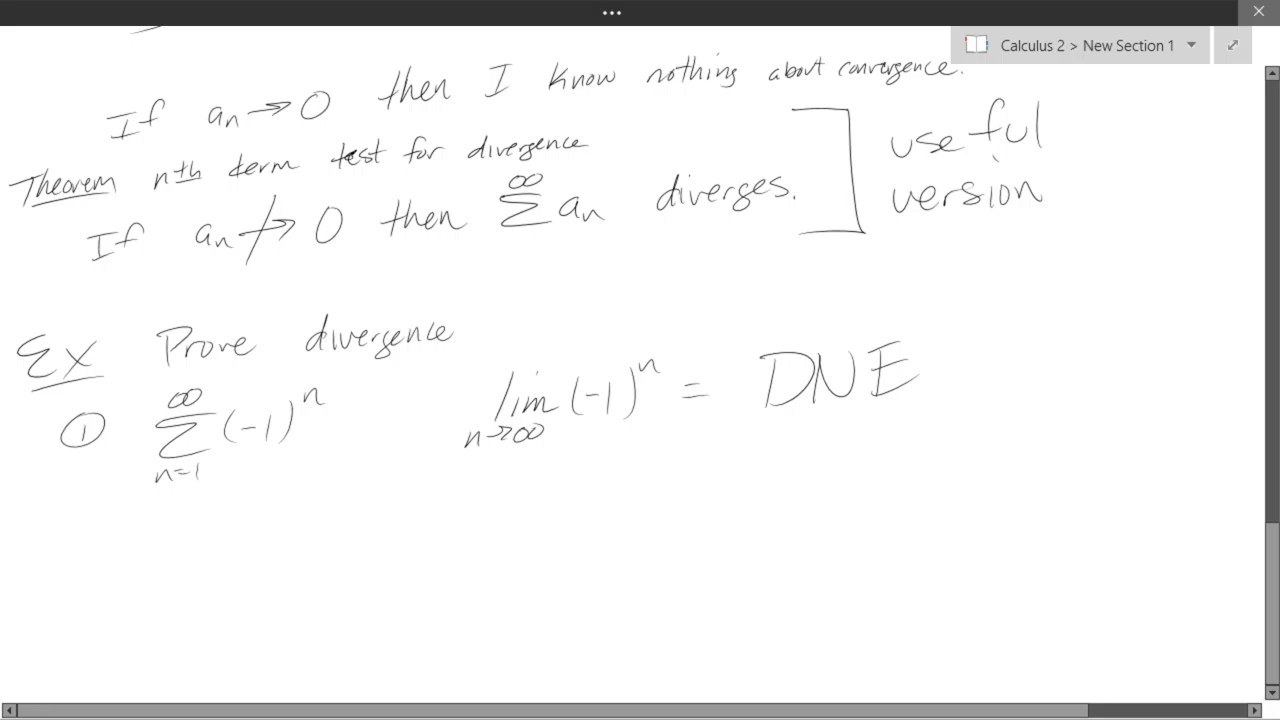 Calculus 2 > New Section 1
If aₙ → 0 then I know nothing about convergence.
Theorem nth term test for divergence
If aₙ ↛ 0 then ∑^∞ aₙ diverges. ] useful version
Ex Prove divergence
① ∑_{n=1}^∞ (-1)^n lim_{n→∞} (-1)^n = DNE